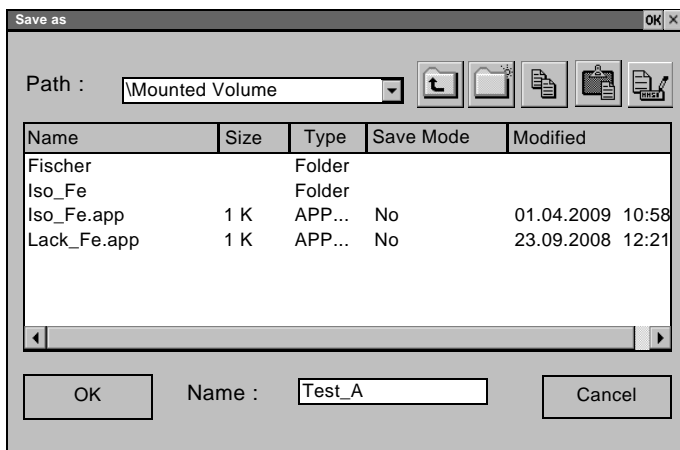 Save as OK ×
Path : \Mounted Volume
Name Size Type Save Mode Modified
Fischer Folder
Iso_Fe Folder
Iso_Fe.app 1 K APP... No 01.04.2009 10:58
Lack_Fe.app 1 K APP... No 23.09.2008 12:21
OK Name : Test_A Cancel